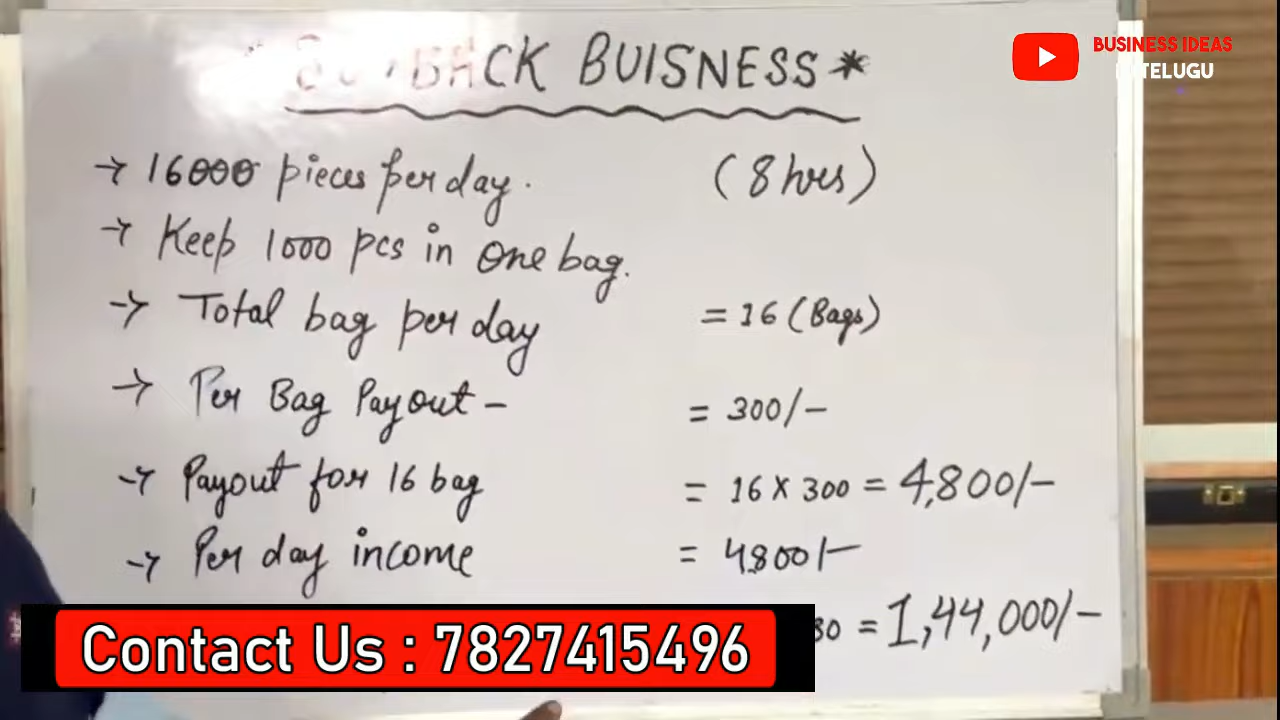 BACK BUISNESS *
BUSINESS IDEAS
TELUGU
→ 16000 pieces per day. (8 hrs)
→ Keep 1000 pcs in One bag.
→ Total bag per day = 16 (Bags)
→ Per Bag Payout - = 300/-
→ Payout for 16 bag = 16 x 300 = 4,800/-
→ Per day income = 4800/-
30 = 1,44,000/-
Contact Us : 7827415496